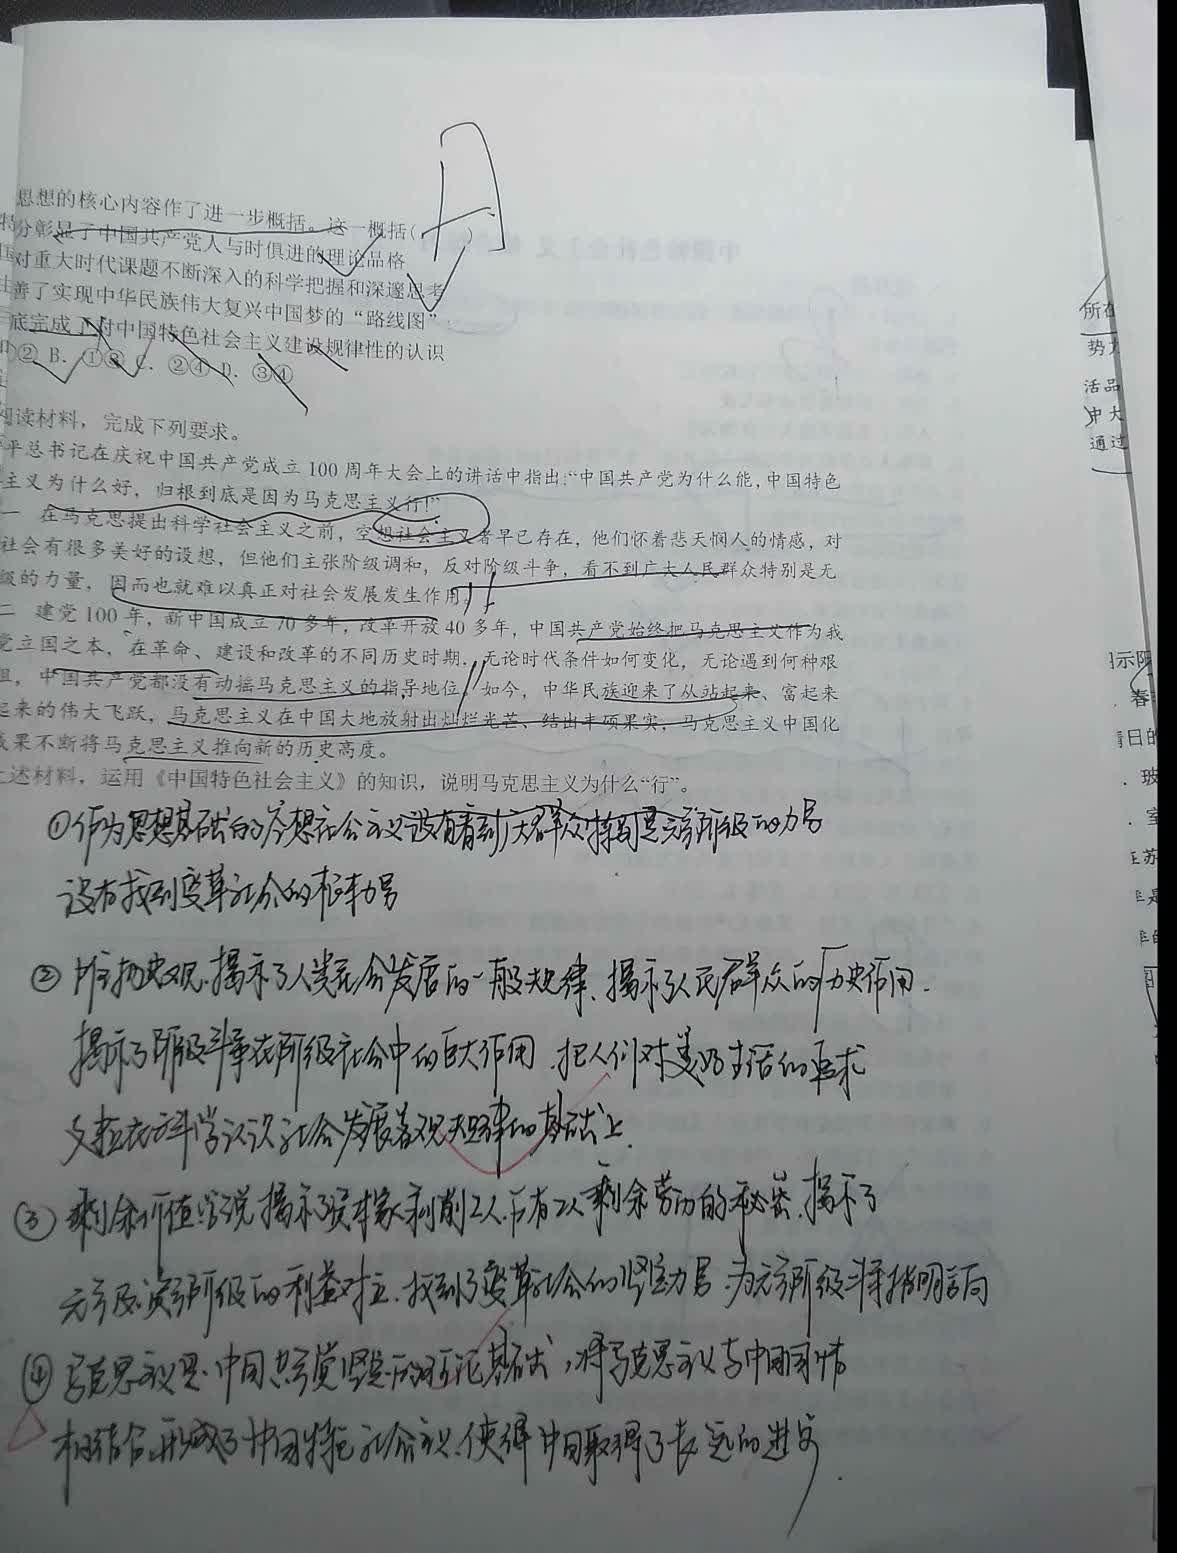 思想的核心内容作了进一步概括。这一概括( )
A
分彰显了中国共产党人与时俱进的理论品格
对重大时代课题不断深入的科学把握和深邃思考
善了实现中华民族伟大复兴中国梦的“路线图”
底完成了对中国特色社会主义建设规律性的认识
② B. ①③ C. ②④ D. ③④
阅读材料，完成下列要求。
平总书记在庆祝中国共产党成立 100 周年大会上的讲话中指出:“中国共产党为什么能,中国特色
主义为什么好，归根到底是因为马克思主义行!”
一 在马克思提出科学社会主义之前，空想社会主义者早已存在，他们怀着悲天悯人的情感，对
社会有很多美好的设想，但他们主张阶级调和，反对阶级斗争，看不到广大人民群众特别是无
级的力量，因而也就难以真正对社会发展发生作用。
二 建党 100 年，新中国成立 70 多年，改革开放 40 多年，中国共产党始终把马克思主义作为我
党立国之本，在革命、建设和改革的不同历史时期，无论时代条件如何变化，无论遇到何种艰
阻，中国共产党都没有动摇马克思主义的指导地位。如今，中华民族迎来了从站起来、富起来
起来的伟大飞跃，马克思主义在中国大地放射出灿烂光芒、结出丰硕果实，马克思主义中国化
成果不断将马克思主义推向新的历史高度。
上述材料，运用《中国特色社会主义》的知识，说明马克思主义为什么“行”。
①作为思想基础的空想社会主义没有看到广大群众特别是无产阶级的力量
没有找到变革社会的根本力量
②唯物史观,揭示了人类社会发展的一般规律、揭示了人民群众的历史作用.
揭示了阶级斗争在阶级社会中的巨大作用.把人们对美好生活的追求
建在科学认识社会发展客观规律的基础上.
③剩余价值学说揭示了资本家剥削工人.占有工人剩余劳动的秘密.揭示了
无产及资产阶级的利益对立.找到了变革社会的坚定力量.为无产阶级斗争指明方向
④马克思主义是中国共产党坚定的理论基础,将马克思主义与中国国情
相结合,形成了中国特色社会主义.使得中国取得了长远的进步.
所在
势力
活品
中大
通过
图示阴
春
青日的
玻
室